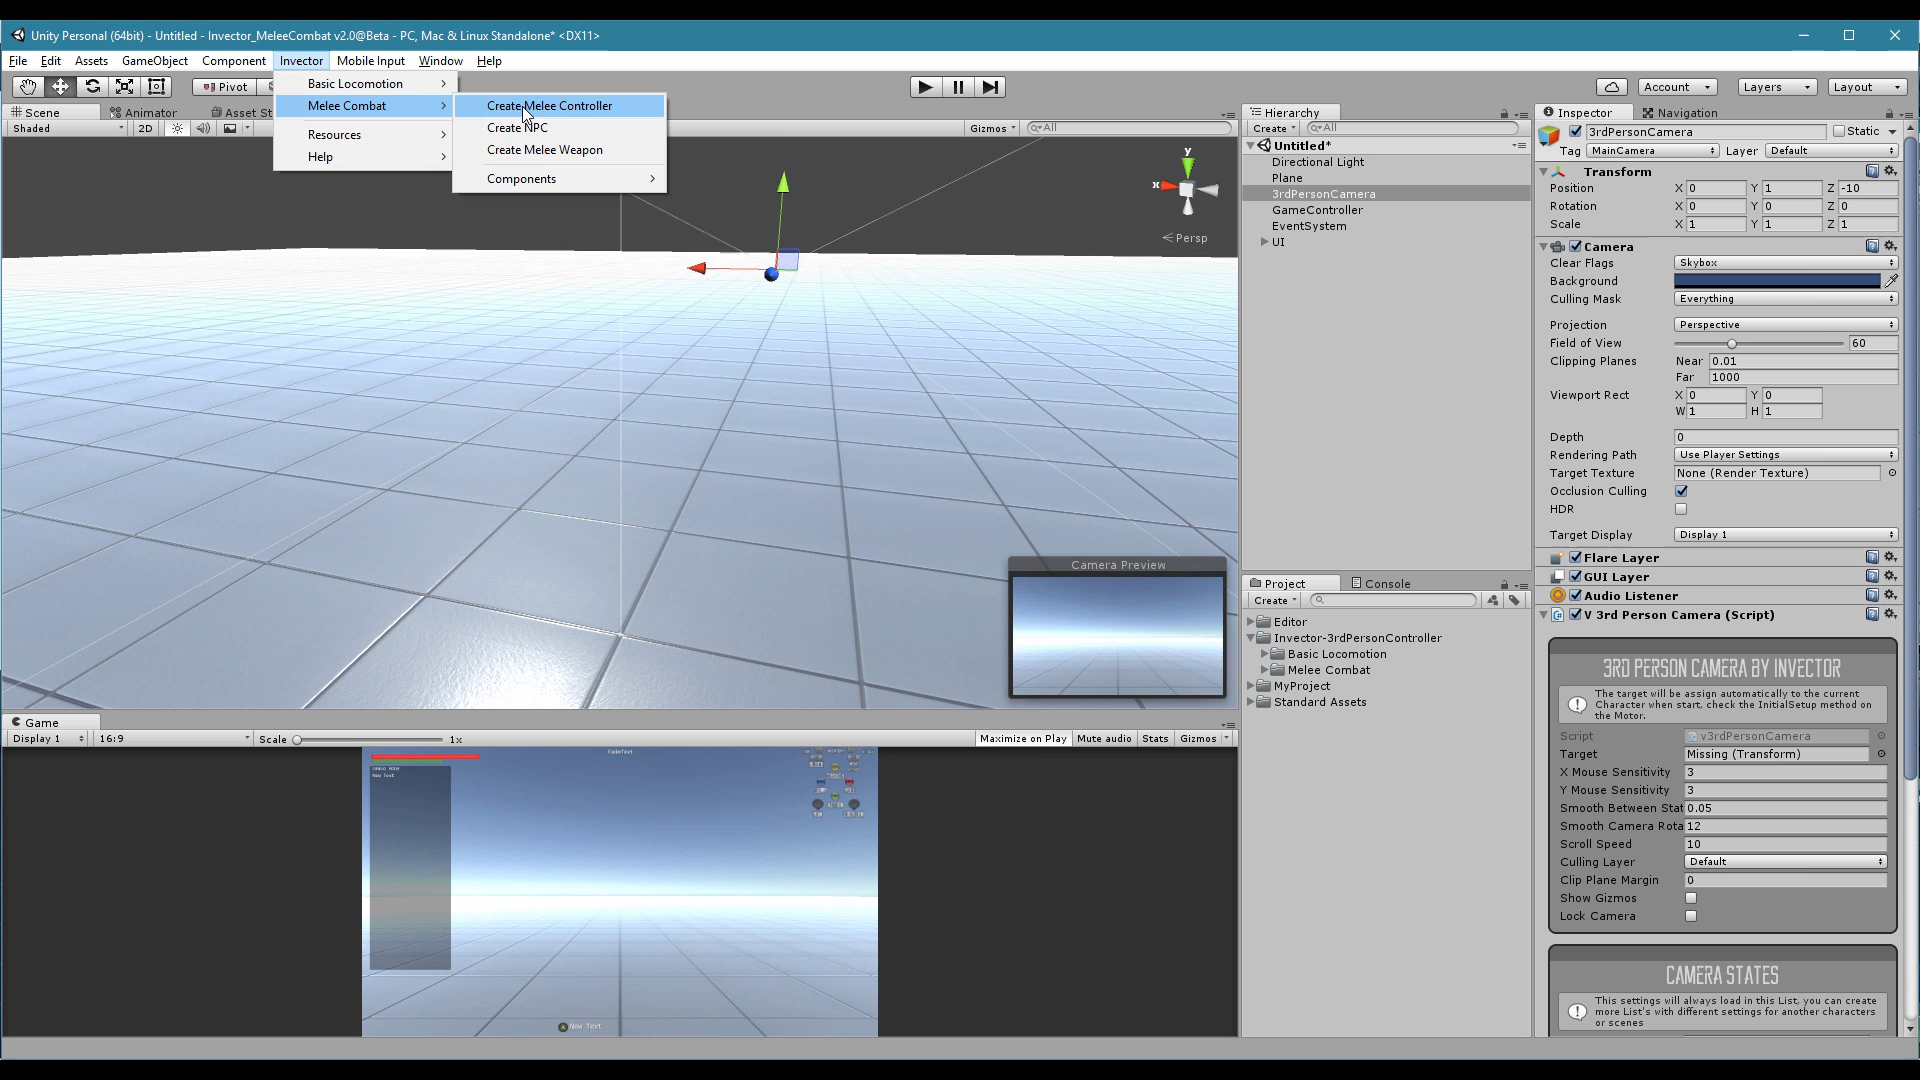 Unity Personal (64bit) - Untitled - Invector_MeleeCombat v2.0@Beta - PC, Mac & Linux Standalone* <DX11>
File Edit Assets GameObject Component Invector Mobile Input Window Help
Pivot
Account
Layers
Layout
Basic Locomotion
Melee Combat
Resources
Help
Create Melee Controller
Create NPC
Create Melee Weapon
Components
Scene
Animator
Asset St
Shaded
2D
Gizmos
All
y
x
Persp
Camera Preview
Game
Display 1
16:9
Scale
1x
Maximize on Play
Mute audio
Stats
Gizmos
FadeText
DEBUG MODE
New Text
New Text
Hierarchy
Create
All
Untitled*
Directional Light
Plane
3rdPersonCamera
GameController
EventSystem
UI
Project
Console
Create
Editor
Invector-3rdPersonController
Basic Locomotion
Melee Combat
MyProject
Standard Assets
Inspector
Navigation
3rdPersonCamera
Static
Tag MainCamera Layer Default
Transform
Position X 0 Y 1 Z -10
Rotation X 0 Y 0 Z 0
Scale X 1 Y 1 Z 1
Camera
Clear Flags Skybox
Background
Culling Mask Everything
Projection Perspective
Field of View 60
Clipping Planes Near 0.01
Far 1000
Viewport Rect X 0 Y 0
W 1 H 1
Depth 0
Rendering Path Use Player Settings
Target Texture None (Render Texture)
Occlusion Culling
HDR
Target Display Display 1
Flare Layer
GUI Layer
Audio Listener
V 3rd Person Camera (Script)
3RD PERSON CAMERA BY INVECTOR
The target will be assign automatically to the current
Character when start, check the InitialSetup method on
the Motor.
Script v3rdPersonCamera
Target Missing (Transform)
X Mouse Sensitivity 3
Y Mouse Sensitivity 3
Smooth Between Stat 0.05
Smooth Camera Rota 12
Scroll Speed 10
Culling Layer Default
Clip Plane Margin 0
Show Gizmos
Lock Camera
CAMERA STATES
This settings will always load in this List, you can create
more List's with different settings for another characters
or scenes